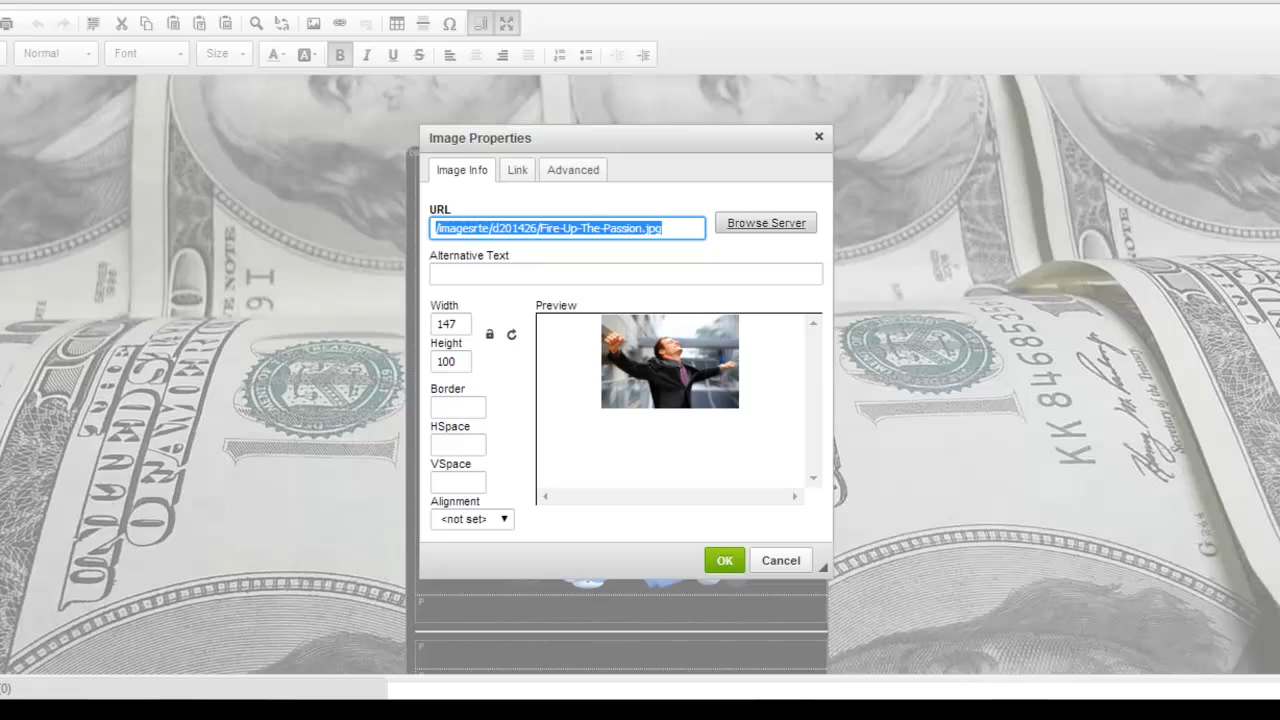 Normal
Font
Size
A
A
B
I
U
S
Image Properties
Image Info
Link
Advanced
URL
/imagesrte/d201426/Fire-Up-The-Passion.jpg
Browse Server
Alternative Text
Width
147
Height
100
Preview
Border
HSpace
VSpace
Alignment
<not set>
OK
Cancel
P
P
(0)